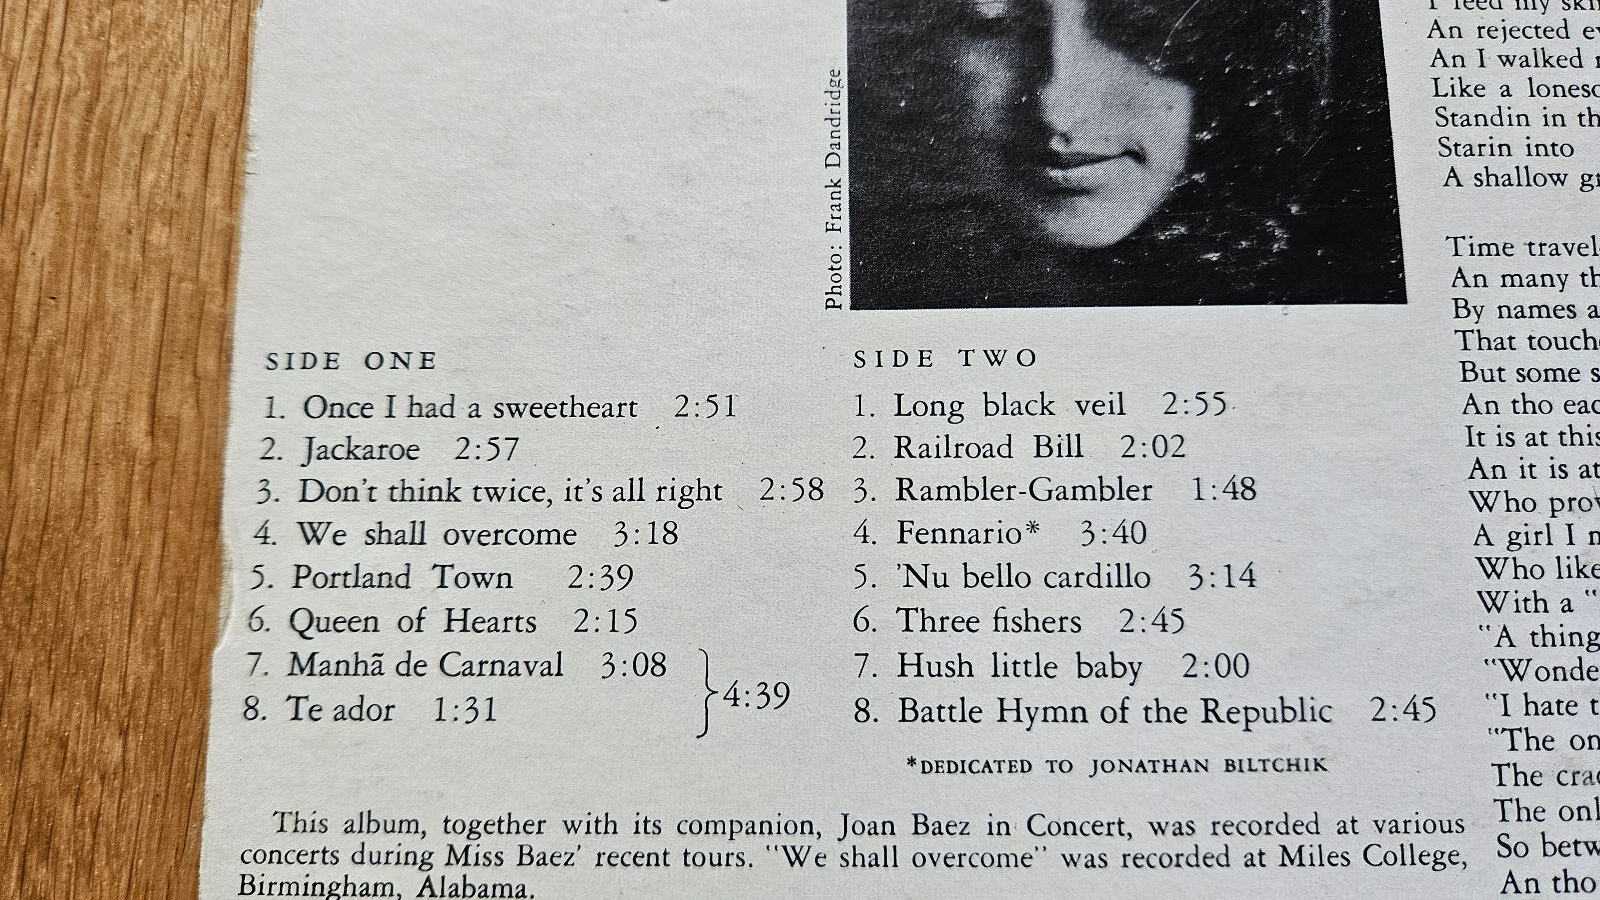 Photo: Frank Dandridge
SIDE ONE
1. Once I had a sweetheart 2:51
2. Jackaroe 2:57
3. Don't think twice, it's all right 2:58
4. We shall overcome 3:18
5. Portland Town 2:39
6. Queen of Hearts 2:15
7. Manhã de Carnaval 3:08
8. Te ador 1:31
4:39
SIDE TWO
1. Long black veil 2:55
2. Railroad Bill 2:02
3. Rambler-Gambler 1:48
4. Fennario* 3:40
5. 'Nu bello cardillo 3:14
6. Three fishers 2:45
7. Hush little baby 2:00
8. Battle Hymn of the Republic 2:45
*DEDICATED TO JONATHAN BILTCHIK
This album, together with its companion, Joan Baez in Concert, was recorded at various
concerts during Miss Baez' recent tours. "We shall overcome" was recorded at Miles College,
Birmingham, Alabama.
I feed my
An rejected
An I walked
Like a
Standin in
Starin into
A shallow
Time
An many
By names
That
But some
An tho
It is at this
An it is at
Who
A girl I
Who
With a "
"A thing
"
"I hate
"The
The
The
So
An tho